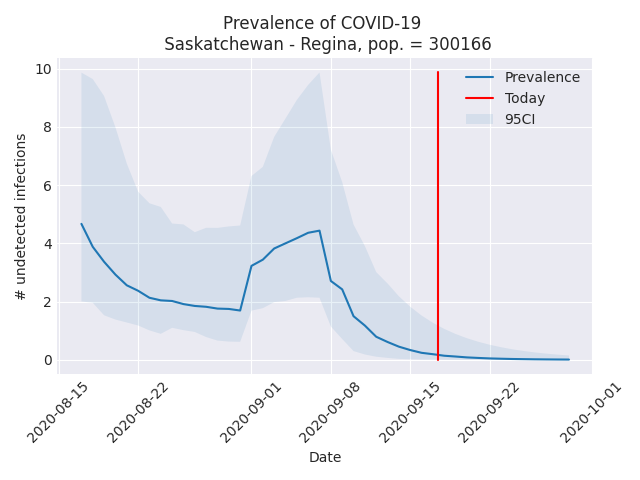 Prevalence of COVID-19
Saskatchewan - Regina, pop. = 300166
Prevalence
Today
95CI
# undetected infections
10
8
6
4
2
0
2020-08-15
2020-08-22
2020-09-01
2020-09-08
2020-09-15
2020-09-22
2020-10-01
Date